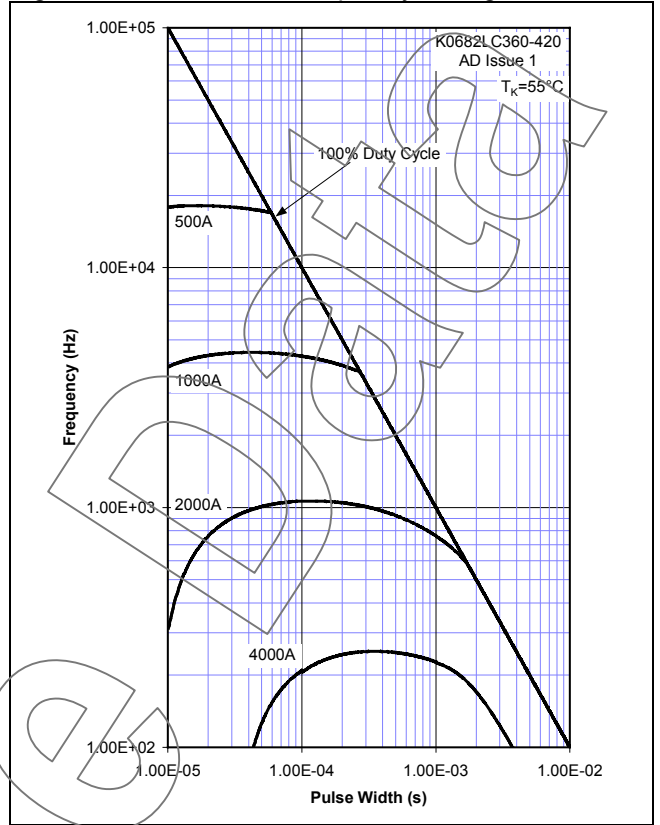 1.00E+05
K0682LC360-420
AD Issue 1
TK=55°C
100% Duty Cycle
500A
1.00E+04
1000A
Frequency (Hz)
2000A
1.00E+03
4000A
1.00E+02
1.00E-05 1.00E-04 1.00E-03 1.00E-02
Pulse Width (s)